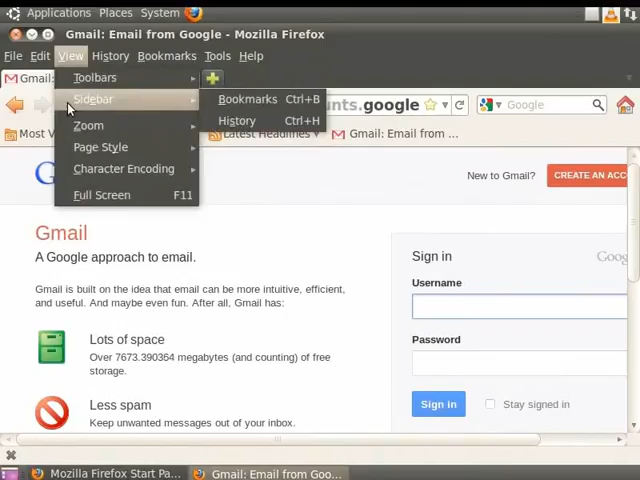 Applications Places System
Gmail: Email from Google - Mozilla Firefox
File Edit View History Bookmarks Tools Help
Gmail:
Toolbars
Sidebar
Bookmarks Ctrl+B
History Ctrl+H
Zoom
Page Style
Character Encoding
Full Screen F11
unts.google
Google
Most V
Latest Headlines
Gmail: Email from ...
G
New to Gmail?
CREATE AN ACCO
Gmail
A Google approach to email.
Gmail is built on the idea that email can be more intuitive, efficient,
and useful. And maybe even fun. After all, Gmail has:
Lots of space
Over 7673.390364 megabytes (and counting) of free
storage.
Less spam
Keep unwanted messages out of your inbox.
Sign in
Goog
Username
Password
Sign in
Stay signed in
Mozilla Firefox Start Pa...
Gmail: Email from Goo...